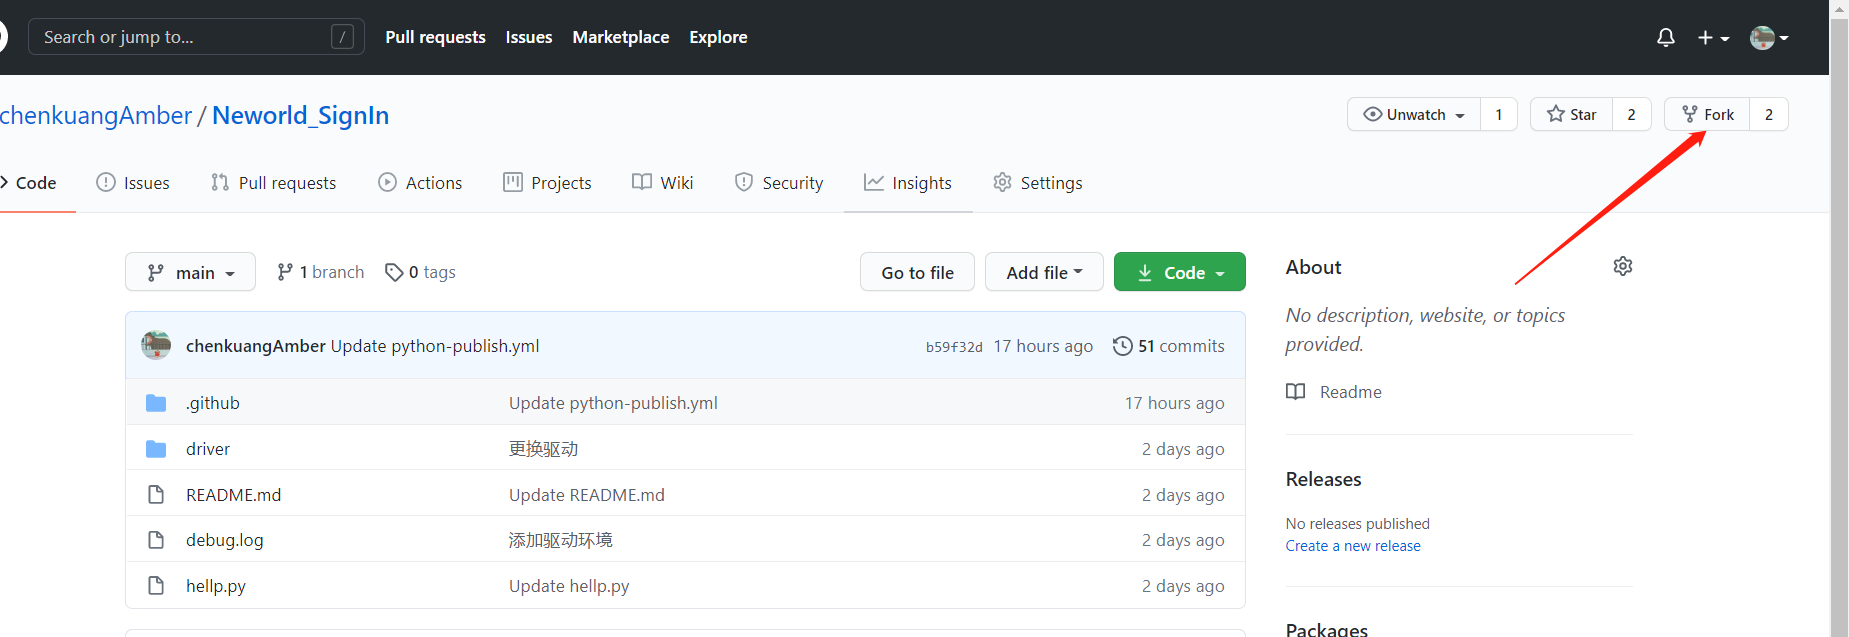 Search or jump to... /
Pull requests Issues Marketplace Explore
chenkuangAmber / Neworld_SignIn
Unwatch 1 Star 2 Fork 2
Code Issues Pull requests Actions Projects Wiki Security Insights Settings
main 1 branch 0 tags Go to file Add file Code
chenkuangAmber Update python-publish.yml b59f32d 17 hours ago 51 commits
.github Update python-publish.yml 17 hours ago
driver 更换驱动 2 days ago
README.md Update README.md 2 days ago
debug.log 添加驱动环境 2 days ago
hellp.py Update hellp.py 2 days ago
About
No description, website, or topics
provided.
Readme
Releases
No releases published
Create a new release
Packages